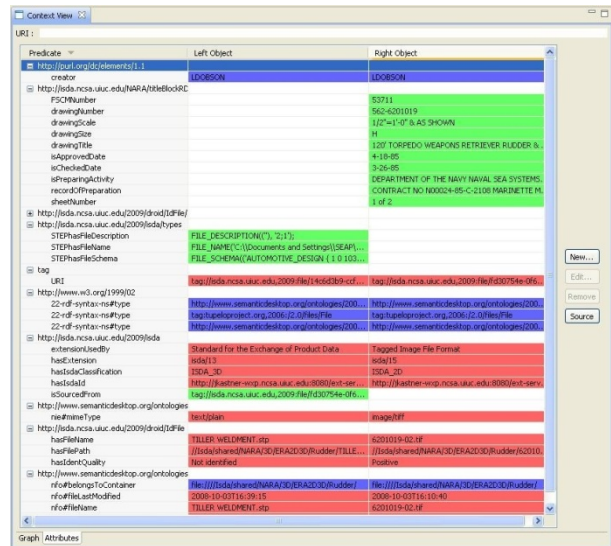 Context View
URI :
Predicate Left Object Right Object
http://purl.org/dc/elements/1.1
creator LDOBSON LDOBSON
http://isda.ncsa.uiuc.edu/NARA/titleBlockRD
FSCMNumber 53711
drawingNumber 562-6201019
drawingScale 1/2"=1'-0" & AS SHOWN
drawingSize H
drawingTitle 120' TORPEDO WEAPONS RETRIEVER RUDDER & ..
isApprovedDate 4-18-85
isCheckedDate 3-26-85
isPreparingActivity DEPARTMENT OF THE NAVY NAVAL SEA SYSTEMS..
recordOfPreparation CONTRACT NO N00024-85-C-2108 MARINETTE M..
sheetNumber 1 of 2
http://isda.ncsa.uiuc.edu/2009/droid/IdFile/
http://isda.ncsa.uiuc.edu/2009/isda/types
STEPhasFileDescription FILE_DESCRIPTION((''), '2;1');
STEPhasFileName FILE_NAME('C:\\Documents and Settings\\SEAP\...
STEPhasFileSchema FILE_SCHEMA(('AUTOMOTIVE_DESIGN { 1 0 103...
tag
URI tag://isda.ncsa.uiuc.edu,2009:file/14c6d3b9-ccf... tag://isda.ncsa.uiuc.edu,2009:file/fd30754e-0f6..
http://www.w3.org/1999/02
22-rdf-syntax-ns#type http://www.semanticdesktop.org/ontologies/200... http://www.semanticdesktop.org/ontologies/200..
22-rdf-syntax-ns#type tag:tupeloproject.org,2006:/2.0/files/File tag:tupeloproject.org,2006:/2.0/files/File
22-rdf-syntax-ns#type http://www.semanticdesktop.org/ontologies/200... http://www.semanticdesktop.org/ontologies/200..
http://isda.ncsa.uiuc.edu/2009/isda
extensionUsedBy Standard for the Exchange of Product Data Tagged Image File Format
hasExtension isda/13 isda/15
hasIsdaClassification ISDA_3D ISDA_2D
hasIsdaId http://jkastner-wxp.ncsa.uiuc.edu:8080/ext-ser... http://jkastner-wxp.ncsa.uiuc.edu:8080/ext-serv..
isSourcedFrom tag://isda.ncsa.uiuc.edu,2009:file/fd30754e-0f6...
http://www.semanticdesktop.org/ontologies
nie#mimeType text/plain image/tiff
http://isda.ncsa.uiuc.edu/2009/droid/IdFile
hasFileName TILLER WELDMENT.stp 6201019-02.tif
hasFilePath //Isda/shared/NARA/3D/ERA2D3D/Rudder/TILLE... //Isda/shared/NARA/3D/ERA2D3D/Rudder/62010..
hasIdentQuality Not identified Positive
http://www.semanticdesktop.org/ontologies
nfo#belongsToContainer file:////Isda/shared/NARA/3D/ERA2D3D/Rudder/ file:////Isda/shared/NARA/3D/ERA2D3D/Rudder/
nfo#fileLastModified 2008-10-03T16:39:15 2008-10-03T16:10:40
nfo#fileName TILLER WELDMENT.stp 6201019-02.tif
New...
Edit...
Remove
Source
Graph Attributes